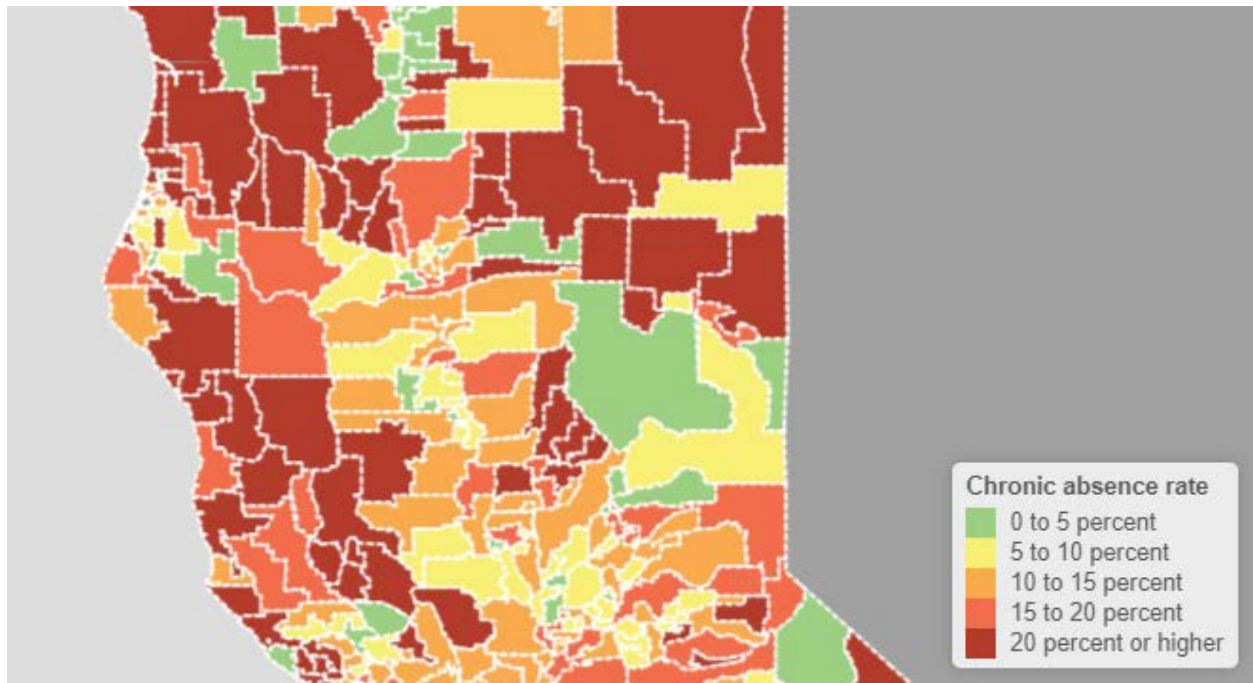 Chronic absence rate
0 to 5 percent
5 to 10 percent
10 to 15 percent
15 to 20 percent
20 percent or higher